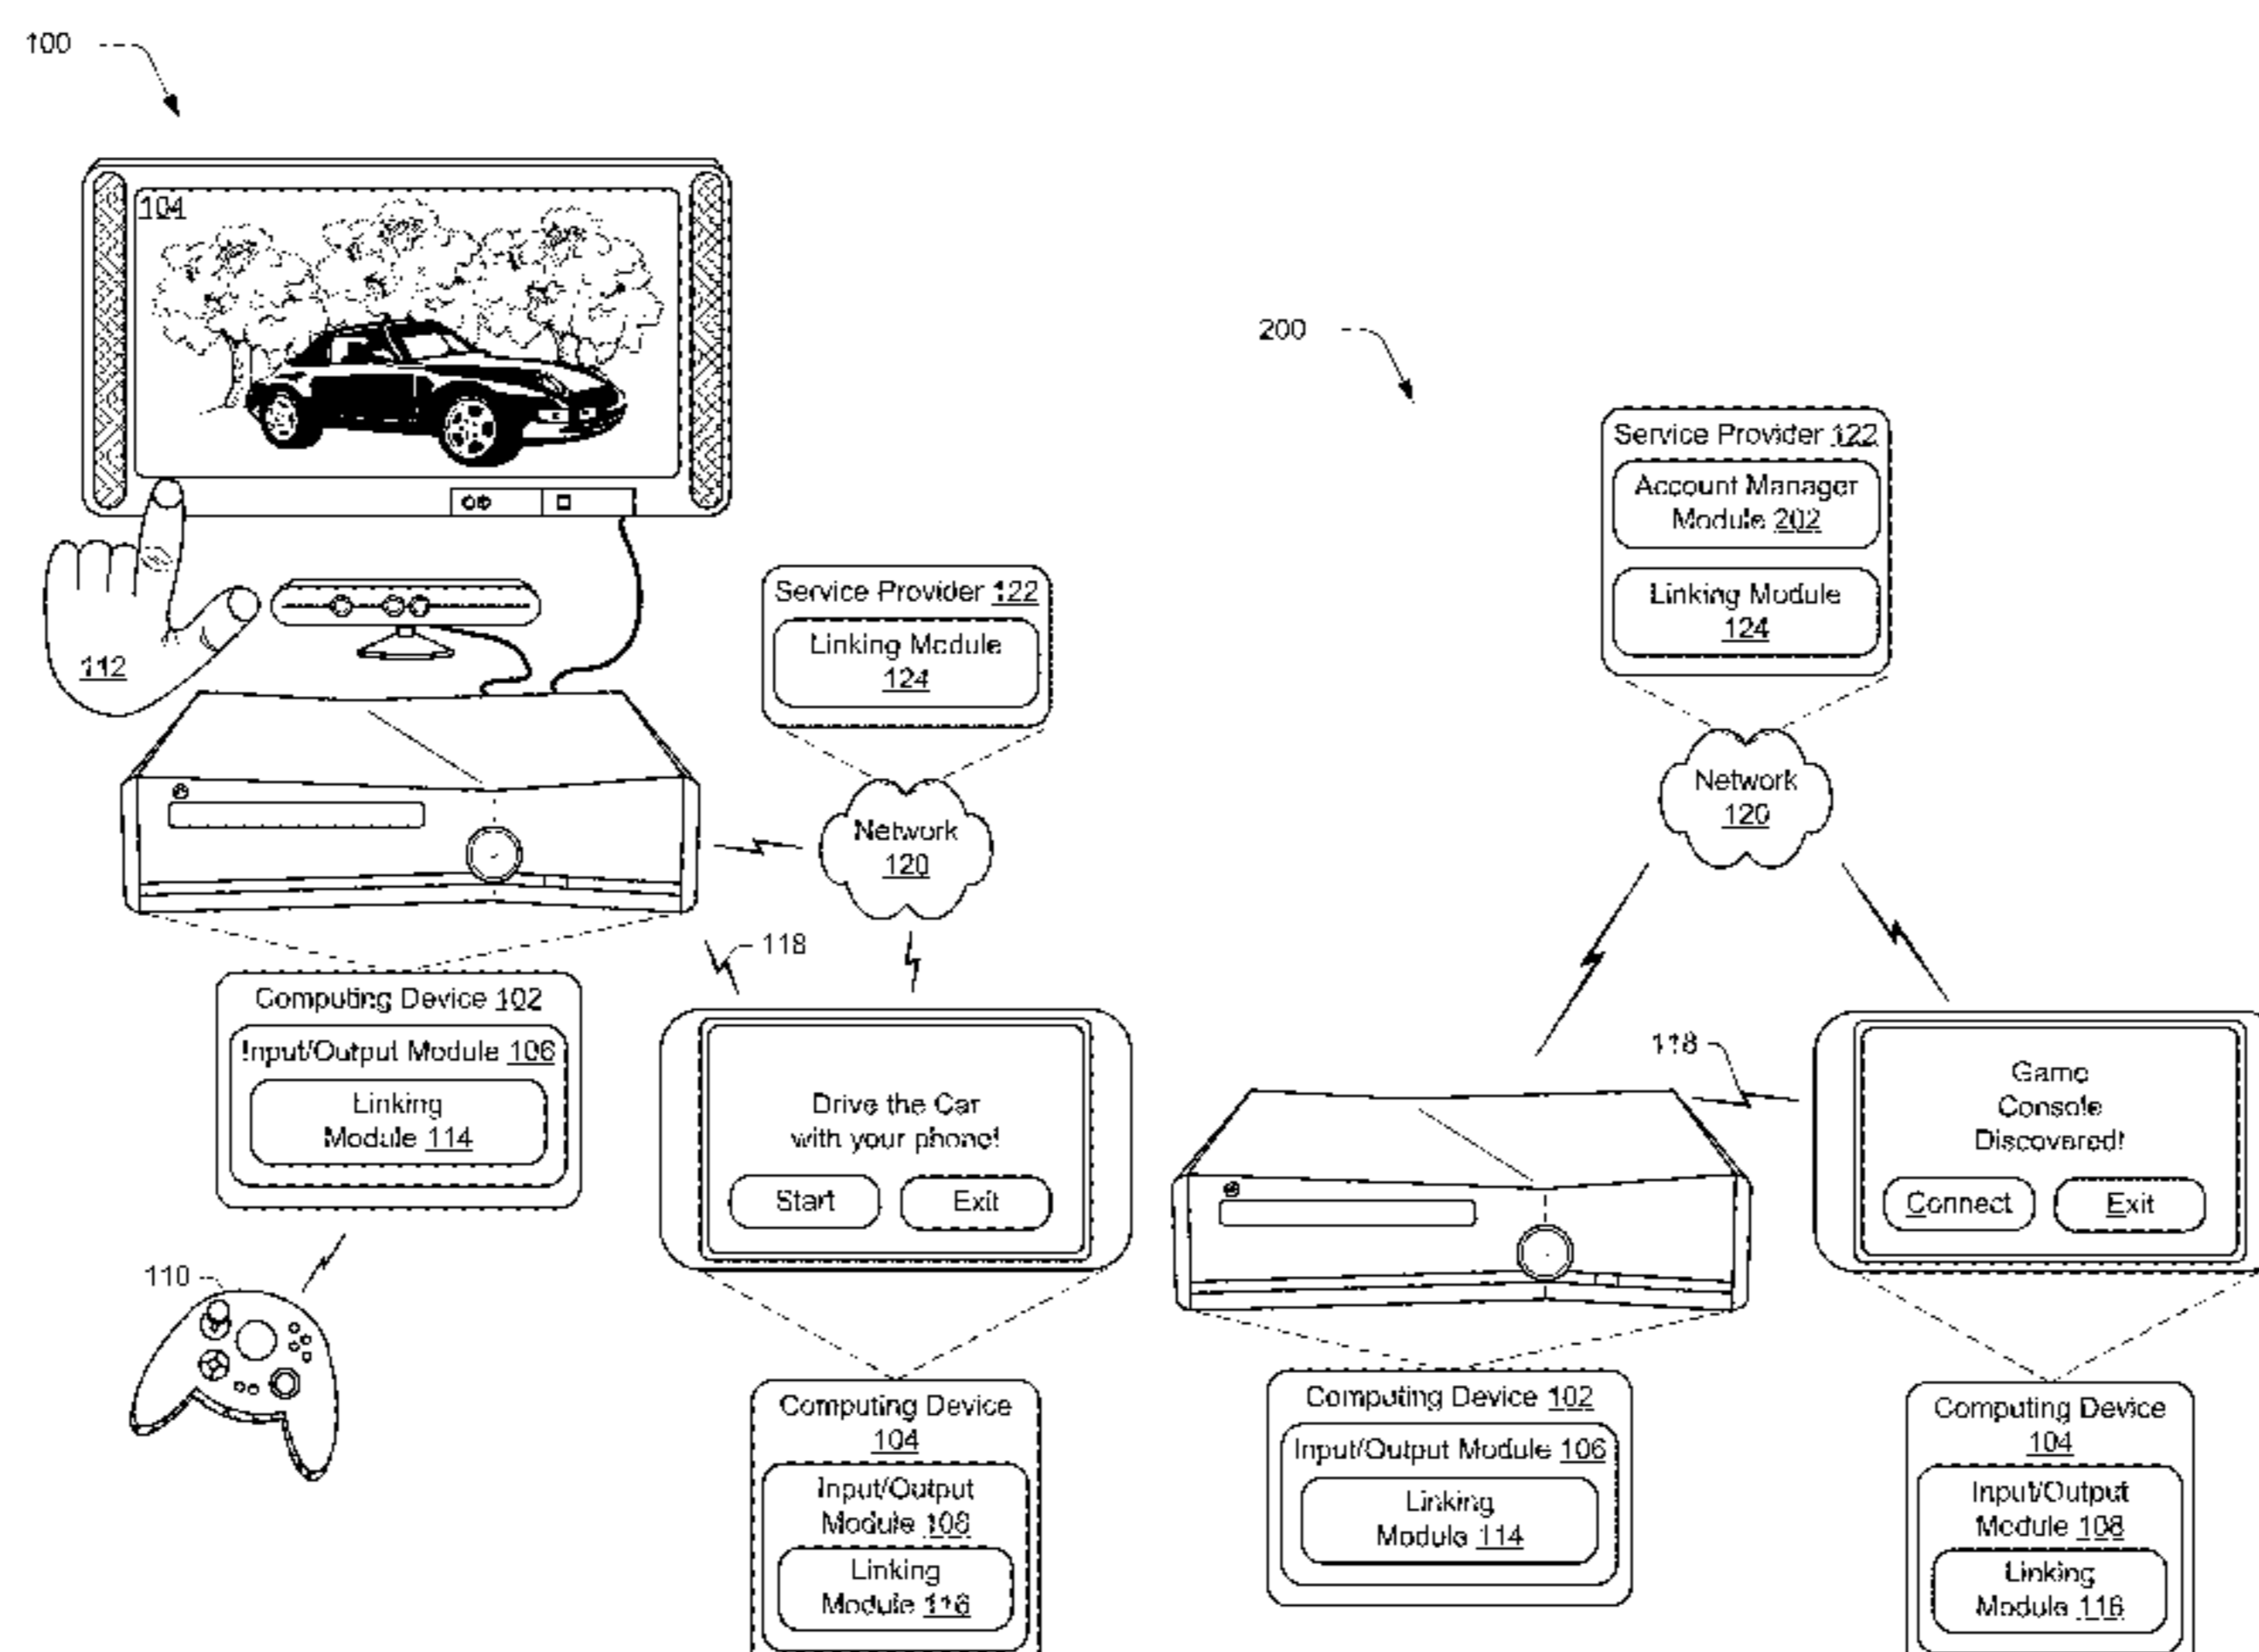 100
104
112
Service Provider 122
Linking Module
124
Network
120
118
Computing Device 102
Input/Output Module 106
Linking
Module 114
Drive the Car
with your phone!
Start
Exit
110
Computing Device
104
Input/Output
Module 108
Linking
Module 116
200
Service Provider 122
Account Manager
Module 202
Linking Module
124
Network
120
118
Game
Console
Discovered!
Connect
Exit
Computing Device 102
Input/Output Module 106
Linking
Module 114
Computing Device
104
Input/Output
Module 108
Linking
Module 116